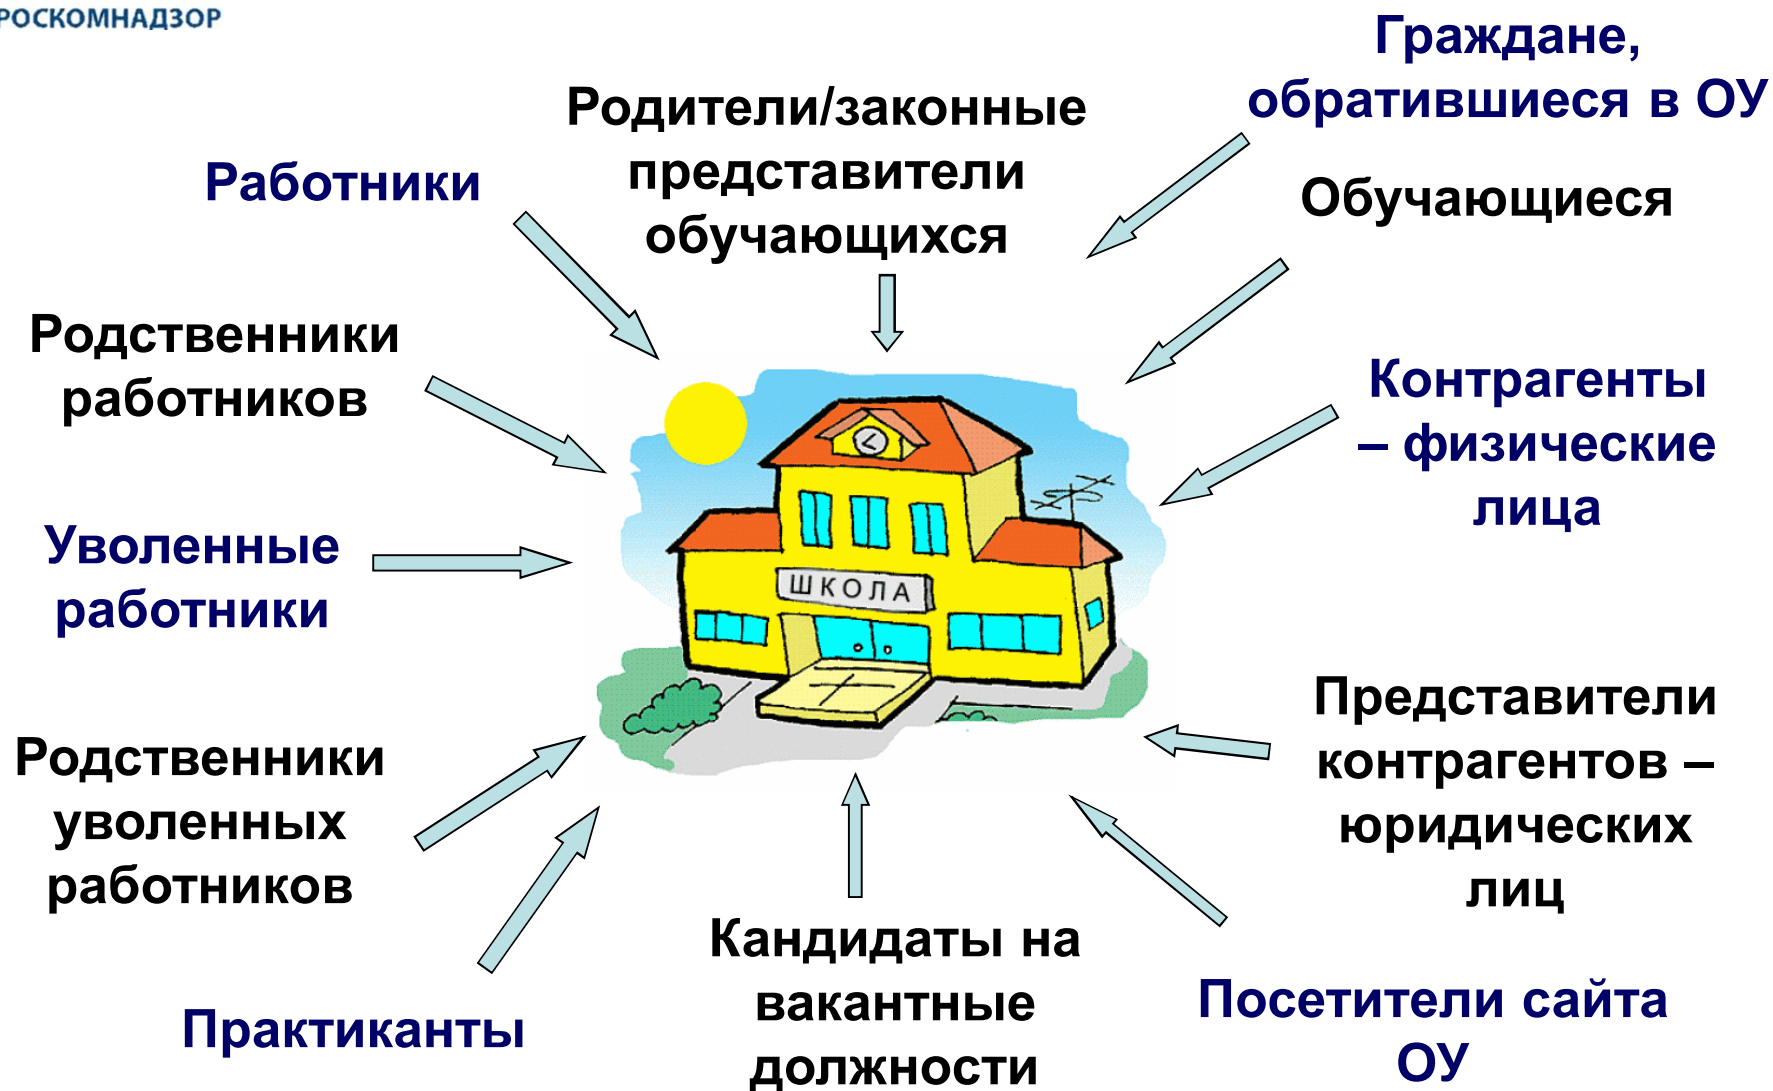 РОСКОМНАДЗОР
Граждане,
обратившиеся в ОУ
Родители/законные
представители
обучающихся
Работники
Обучающиеся
Родственники
работников
Контрагенты
– физические
лица
Уволенные
работники
ШКОЛА
Представители
контрагентов –
юридических
лиц
Родственники
уволенных
работников
Кандидаты на
вакантные
должности
Посетители сайта
ОУ
Практиканты